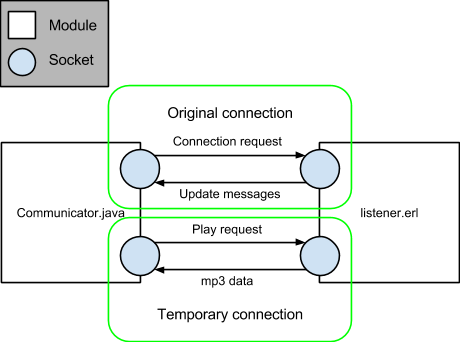 Module
Socket
Original connection
Connection request
Update messages
Communicator.java
listener.erl
Play request
mp3 data
Temporary connection